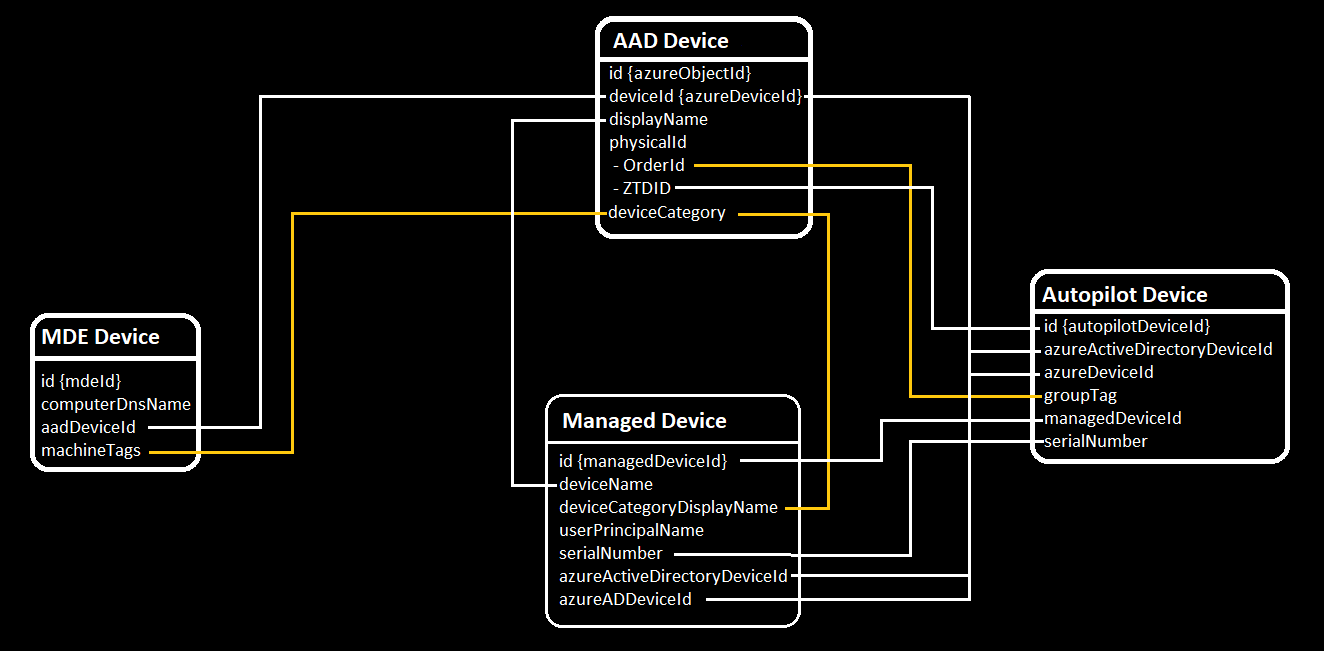 AAD Device
id {azureObjectId}
deviceId {azureDeviceId}
displayName
physicalId
- OrderId
- ZTDID
deviceCategory
Autopilot Device
id {autopilotDeviceId}
azureActiveDirectoryDeviceId
azureDeviceId
groupTag
managedDeviceId
serialNumber
MDE Device
id {mdeId}
computerDnsName
aadDeviceId
machineTags
Managed Device
id {managedDeviceId}
deviceName
deviceCategoryDisplayName
userPrincipalName
serialNumber
azureActiveDirectoryDeviceId
azureADDeviceId